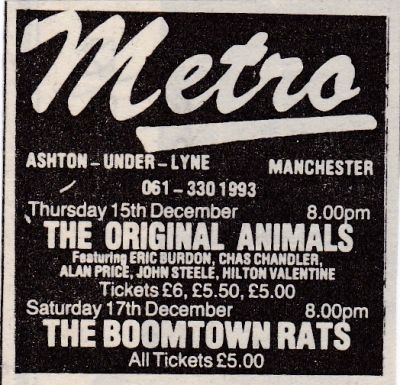 Metro
ASHTON-UNDER-LYNE MANCHESTER
061-330 1993
Thursday 15th December 8.00pm
THE ORIGINAL ANIMALS
Featuring ERIC BURDON, CHAS CHANDLER,
ALAN PRICE, JOHN STEELE, HILTON VALENTINE
Tickets £6, £5.50, £5.00
Saturday 17th December 8.00pm
THE BOOMTOWN RATS
All Tickets £5.00